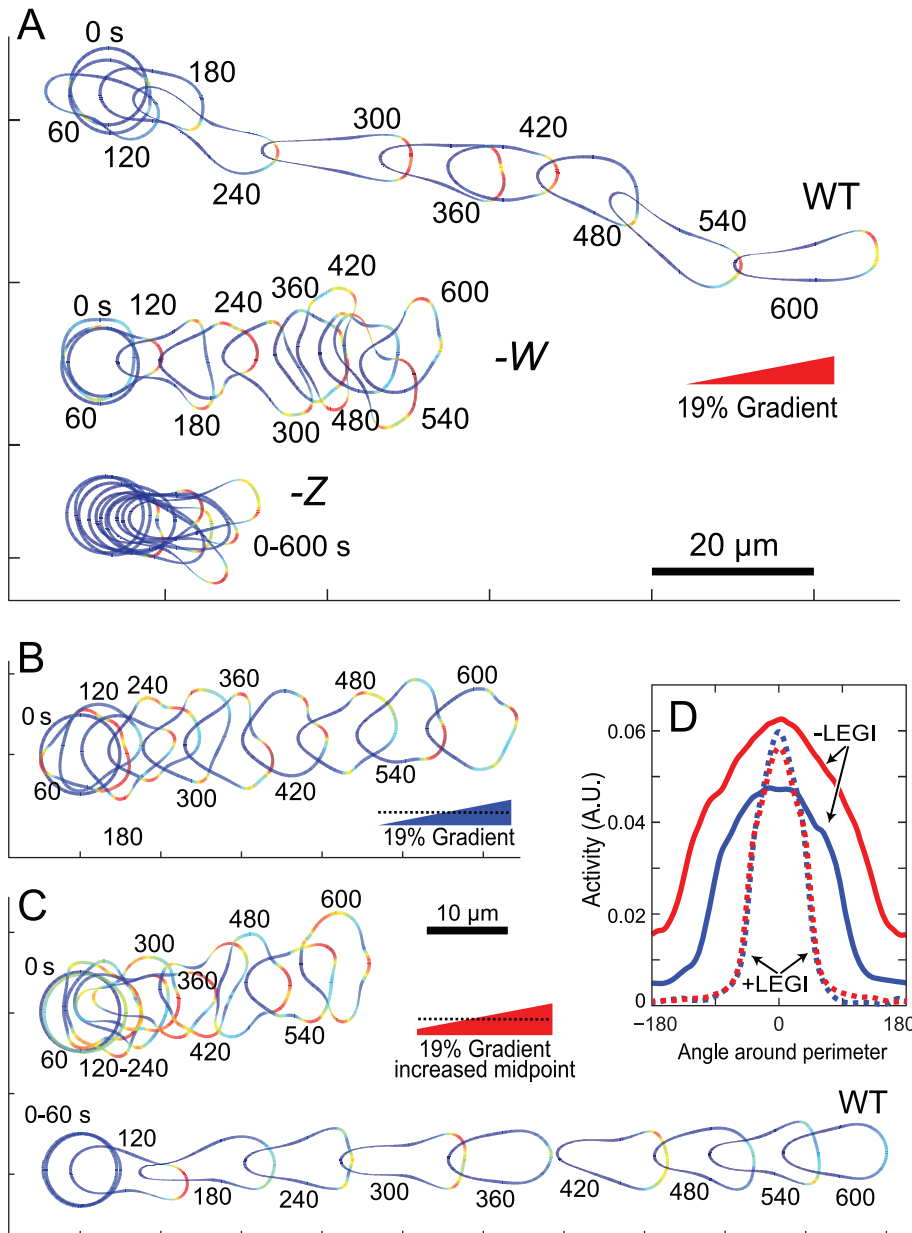 A
0 s
180
60
120
240
300
420
360
480
540
WT
600
0 s
120
240
360
420
600
-W
60
180
300
480
540
19% Gradient
-Z
0-600 s
20 µm
B
0 s
120
240
360
480
600
60
180
300
420
540
19% Gradient
C
0 s
300
360
480
600
60
120-240
420
540
10 µm
19% Gradient
increased midpoint
D
-LEGI
+LEGI
Activity (A.U.)
0.06
0.04
0.02
0
−180
0
180
Angle around perimeter
0-60 s
120
180
240
300
360
420
480
540
600
WT